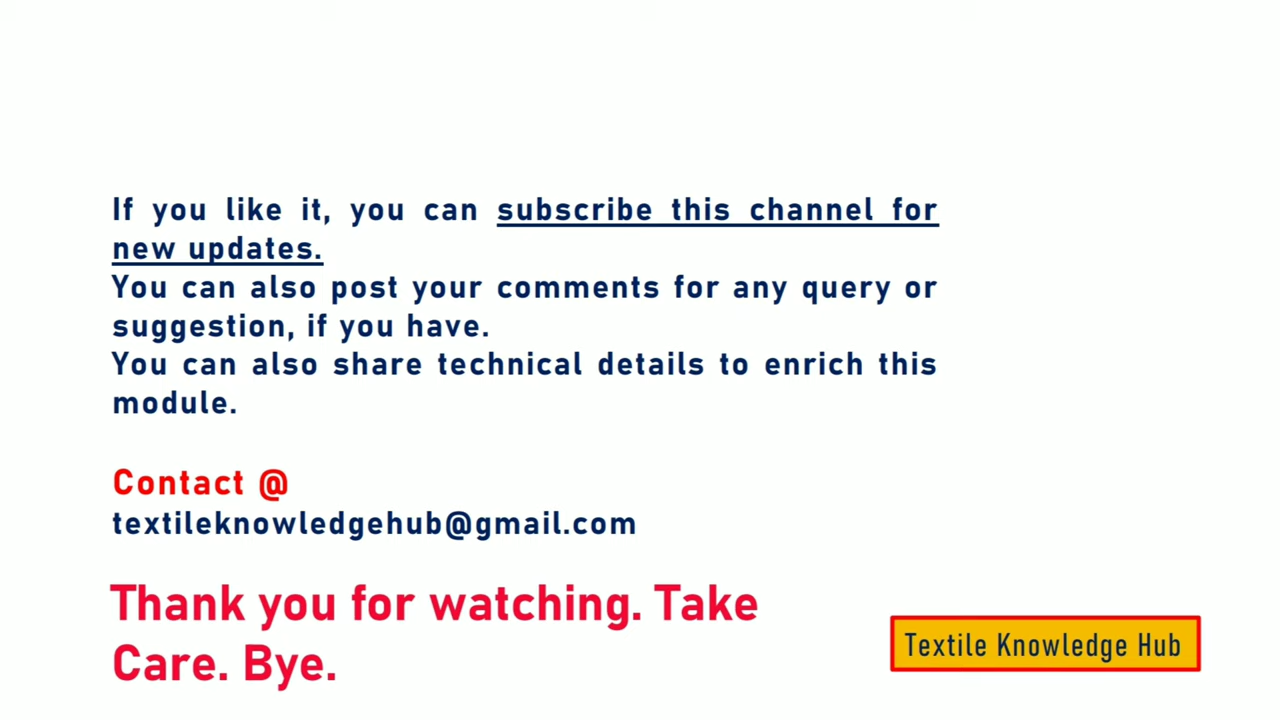 If you like it, you can subscribe this channel for
new updates.
You can also post your comments for any query or
suggestion, if you have.
You can also share technical details to enrich this
module.
Contact @
textileknowledgehub@gmail.com
Thank you for watching. Take
Care. Bye.
Textile Knowledge Hub